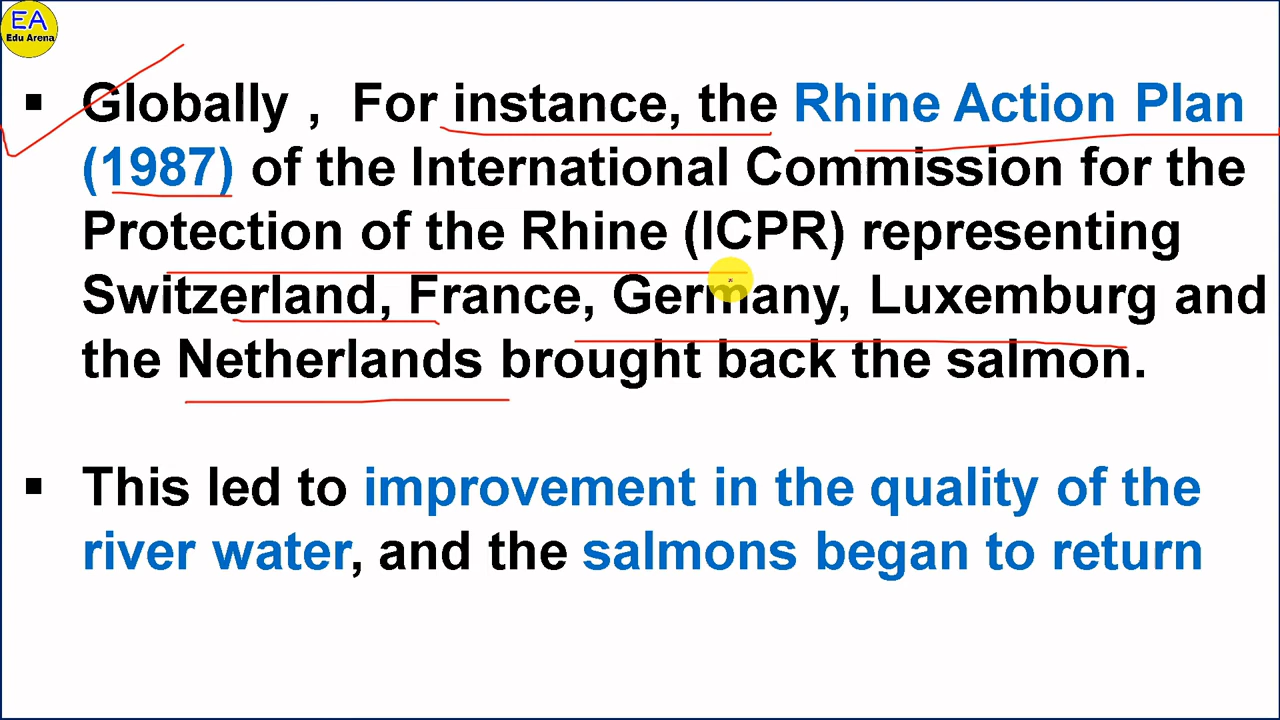 EA
Edu Arena
▪ Globally , For instance, the Rhine Action Plan
(1987) of the International Commission for the
Protection of the Rhine (ICPR) representing
Switzerland, France, Germany, Luxemburg and
the Netherlands brought back the salmon.
▪ This led to improvement in the quality of the
river water, and the salmons began to return